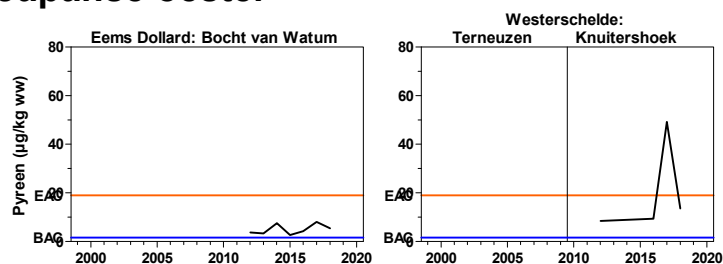 Westerschelde:
Eems Dollard: Bocht van Watum
Terneuzen Knuitershoek
Pyreen (µg/kg ww)
80
60
40
20
0
EAC
BAC
2000 2005 2010 2015 2020
80
60
40
20
0
EAC
BAC
2000 2005 2010 2015 2020